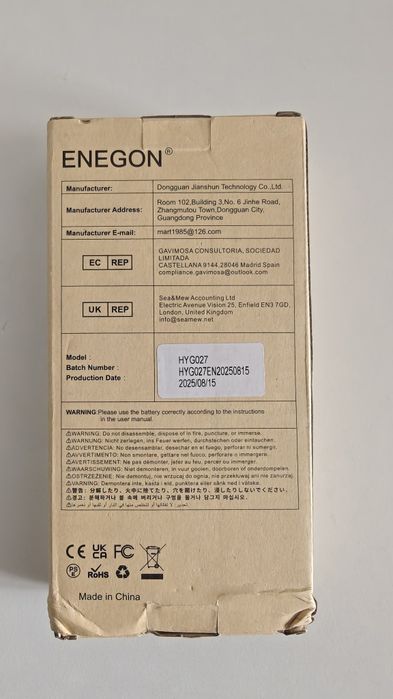 ENEGON®
Manufacturer: Dongguan Jianshun Technology Co.,Ltd.
Manufacturer Address: Room 102,Building 3,No. 6 Jinhe Road,
Zhangmutou Town,Dongguan City,
Guangdong Province
Manufacturer E-mail: mart1985@126.com
EC REP
GAVIMOSA CONSULTORIA, SOCIEDAD
LIMITADA
CASTELLANA 9144,28046 Madrid Spain
compliance.gavimosa@outlook.com
UK REP
Sea&Mew Accounting Ltd
Electric Avenue Vision 25, Enfield EN3 7GD,
London, United Kingdom
info@seamew.net
Model : HYG027
Batch Number : HYG027EN20250815
Production Date : 2025/08/15
WARNING:Please use the battery correctly according to the instructions
in the user manual.
⚠WARNING: Do not disassemble, dispose of in fire, puncture, or immerse.
⚠WARNUNG: Nicht zerlegen, ins Feuer werfen, durchstechen oder eintauchen.
⚠ADVERTENCIA: No desensamblar, desechar en el fuego, perforar ni sumergir.
⚠AVVERTIMENTO: Non smontare, gettare nel fuoco, perforare o immergere.
⚠AVERTISSEMENT: Ne pas démonter, jeter au feu, percer ou immerger.
⚠WAARSCHUWING: Niet demonteren, in vuur gooien, doorboren of onderdompelen.
⚠OSTRZEŻENIE: Nie demontuj, nie wrzucaj do ognia, nie przekłuwaj ani nie zanurzaj.
⚠VARNING: Demontera inte, kasta i eld, punktera eller sänk ned i vätska.
⚠警告: 分解したり、火中に捨てたり、穴を開けたり、浸したりしないでください。
⚠경고: 분해하거나 불 속에 버리거나 구멍을 뚫거나 담그지 마십시오.
CE UK CA FC
PS E RoHS
Made in China